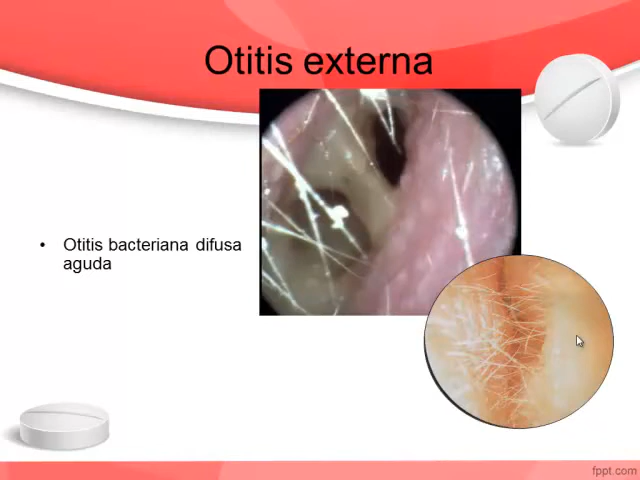 Otitis externa
• Otitis bacteriana difusa
aguda
fppt.com